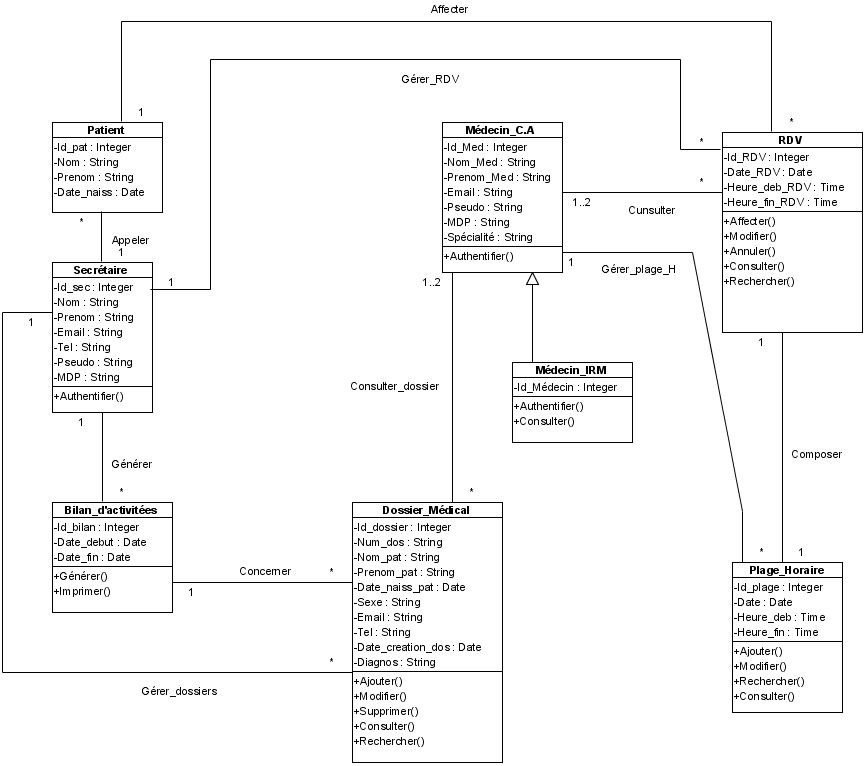 Affecter
Gérer_RDV
1
*
Patient
-Id_pat : Integer
-Nom : String
-Prenom : String
-Date_naiss : Date
*
Appeler
1
Médecin_C.A
-Id_Med : Integer
-Nom_Med : String
-Prenom_Med : String
-Email : String
-Pseudo : String
-MDP : String
-Spécialité : String
+Authentifier()
*
*
1..2
Cunsulter
RDV
-Id_RDV : Integer
-Date_RDV : Date
-Heure_deb_RDV : Time
-Heure_fin_RDV : Time
+Affecter()
+Modifier()
+Annuler()
+Consulter()
+Rechercher()
1
Gérer_plage_H
1..2
Secrétaire
-Id_sec : Integer
-Nom : String
-Prenom : String
-Email : String
-Tel : String
-Pseudo : String
-MDP : String
+Authentifier()
1
1
1
Générer
*
Consulter_dossier
*
Médecin_IRM
-Id_Médecin : Integer
+Authentifier()
+Consulter()
1
Composer
*
1
Bilan_d'activitées
-Id_bilan : Integer
-Date_debut : Date
-Date_fin : Date
+Générer()
+Imprimer()
Concerner
1
*
Dossier_Médical
-Id_dossier : Integer
-Num_dos : String
-Nom_pat : String
-Prenom_pat : String
-Date_naiss_pat : Date
-Sexe : String
-Email : String
-Tel : String
-Date_creation_dos : Date
-Diagnos : String
+Ajouter()
+Modifier()
+Supprimer()
+Consulter()
+Rechercher()
*
Gérer_dossiers
Plage_Horaire
-Id_plage : Integer
-Date : Date
-Heure_deb : Time
-Heure_fin : Time
+Ajouter()
+Modifier()
+Rechercher()
+Consulter()